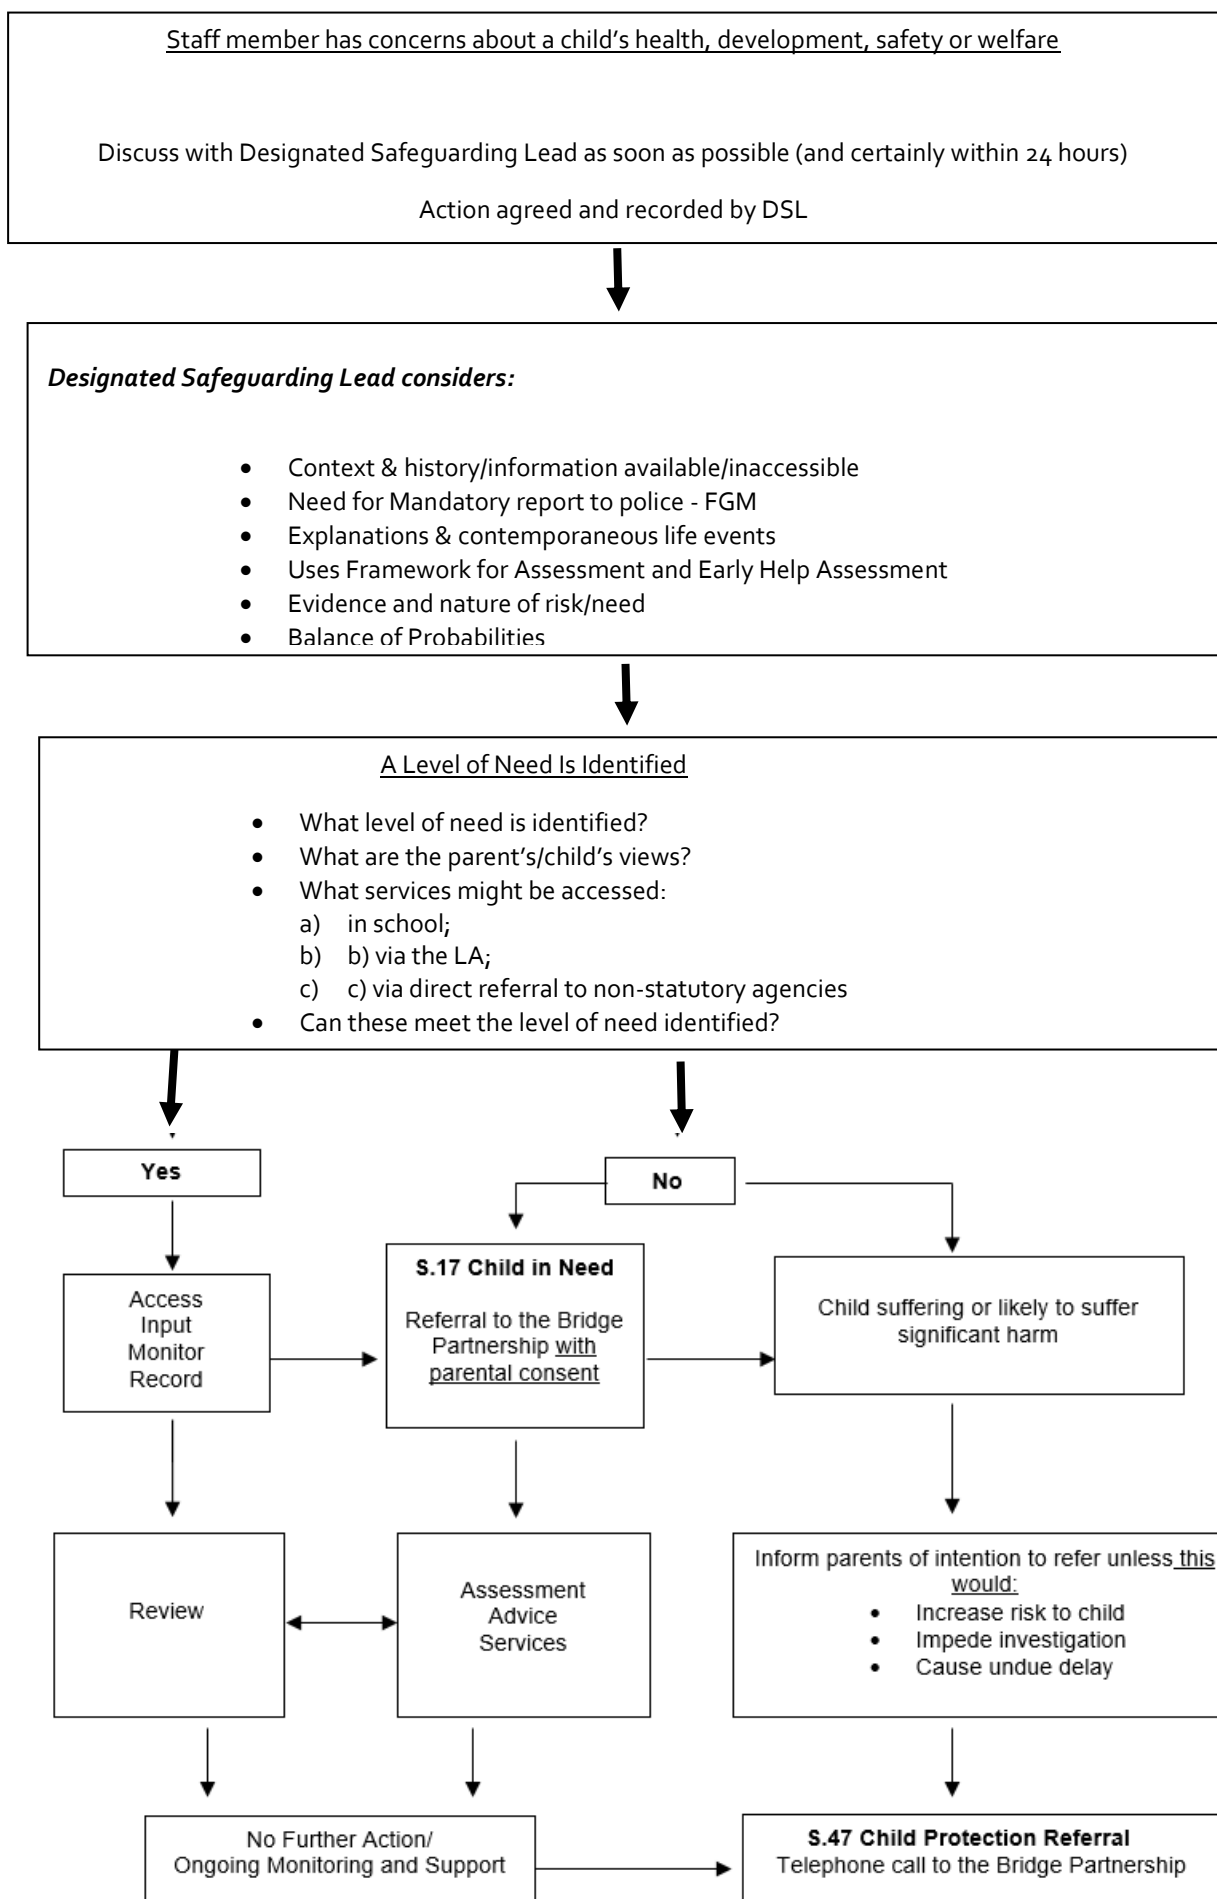 Staff member has concerns about a child's health, development, safety or welfare
Discuss with Designated Safeguarding Lead as soon as possible (and certainly within 24 hours)
Action agreed and recorded by DSL
Designated Safeguarding Lead considers:
• Context & history/information available/inaccessible
• Need for Mandatory report to police - FGM
• Explanations & contemporaneous life events
• Uses Framework for Assessment and Early Help Assessment
• Evidence and nature of risk/need
• Balance of Probabilities
A Level of Need Is Identified
• What level of need is identified?
• What are the parent's/child's views?
• What services might be accessed:
a) in school;
b) b) via the LA;
c) c) via direct referral to non-statutory agencies
• Can these meet the level of need identified?
Yes
No
Access
Input
Monitor
Record
S.17 Child in Need
Referral to the Bridge
Partnership with
parental consent
Child suffering or likely to suffer
significant harm
Review
Assessment
Advice
Services
Inform parents of intention to refer unless this
would:
• Increase risk to child
• Impede investigation
• Cause undue delay
No Further Action/
Ongoing Monitoring and Support
S.47 Child Protection Referral
Telephone call to the Bridge Partnership